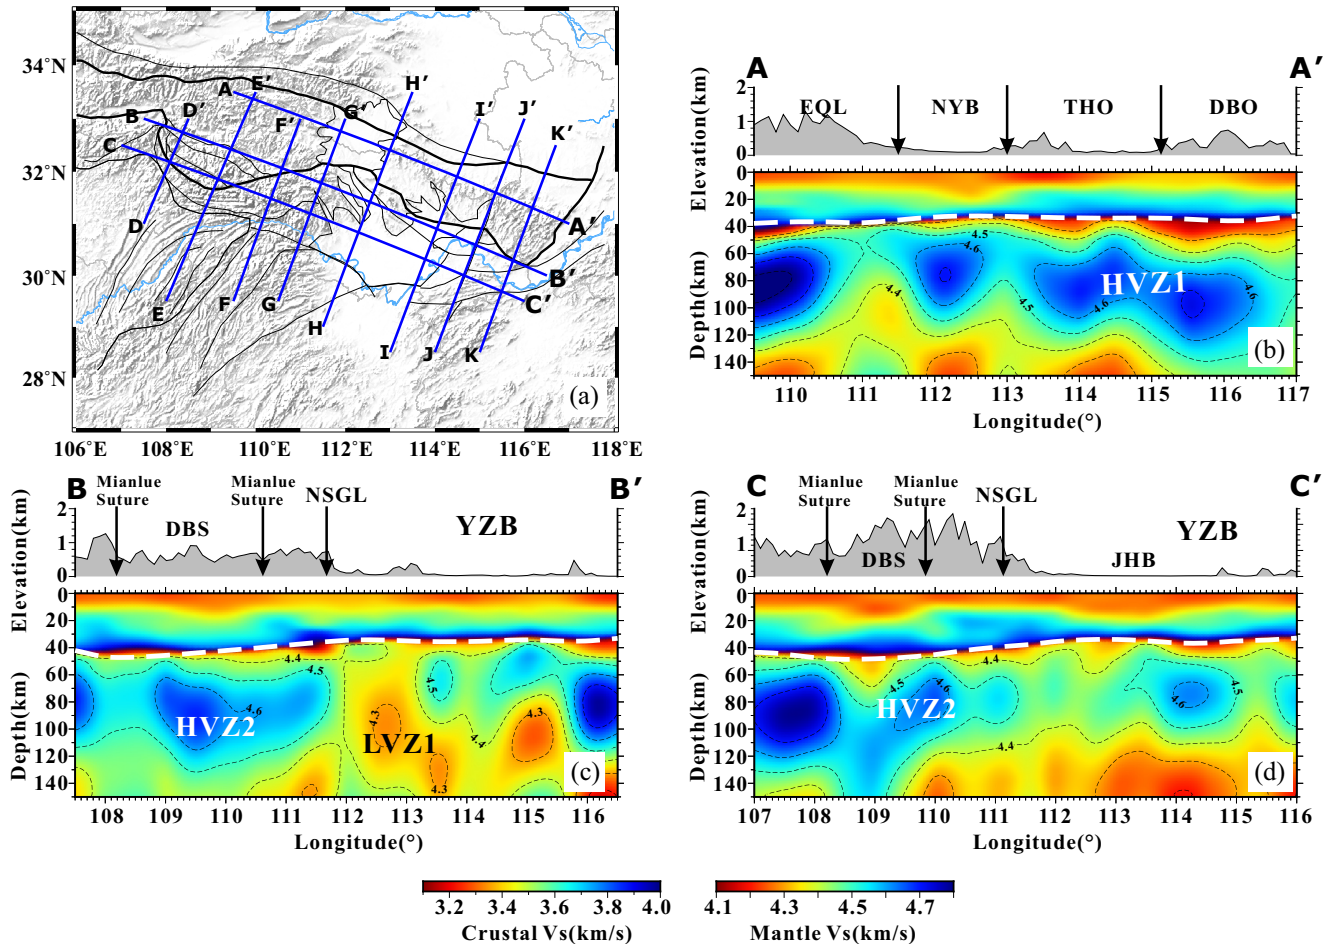 34°N
32°N
30°N
28°N
106°E 108°E 110°E 112°E 114°E 116°E 118°E
A
B
C
D'
E'
F'
G'
H'
I'
J'
K'
D
E
F
G
H
I
J
K
A'
B'
C'
(a)
A A'
EQL NYB THO DBO
Elevation(km)
2
1
0
0
20
40
60
80
100
120
140
Depth(km)
4.5
4.6
4.4
4.5
4.6
4.6
HVZ1
(b)
110 111 112 113 114 115 116 117
Longitude(°)
B B'
Mianlue
Suture
Mianlue
Suture
NSGL
DBS
YZB
Elevation(km)
2
1
0
0
20
40
60
80
100
120
140
Depth(km)
4.4
4.5
4.6
4.3
4.5
4.4
4.3
4.3
HVZ2
LVZ1
(c)
108 109 110 111 112 113 114 115 116
Longitude(°)
C C'
Mianlue
Suture
Mianlue
Suture
NSGL
DBS
YZB
JHB
Elevation(km)
2
1
0
0
20
40
60
80
100
120
140
Depth(km)
4.5
4.6
4.4
4.6
4.5
4.4
HVZ2
(d)
107 108 109 110 111 112 113 114 115 116
Longitude(°)
3.2 3.4 3.6 3.8 4.0
Crustal Vs(km/s)
4.1 4.3 4.5 4.7
Mantle Vs(km/s)